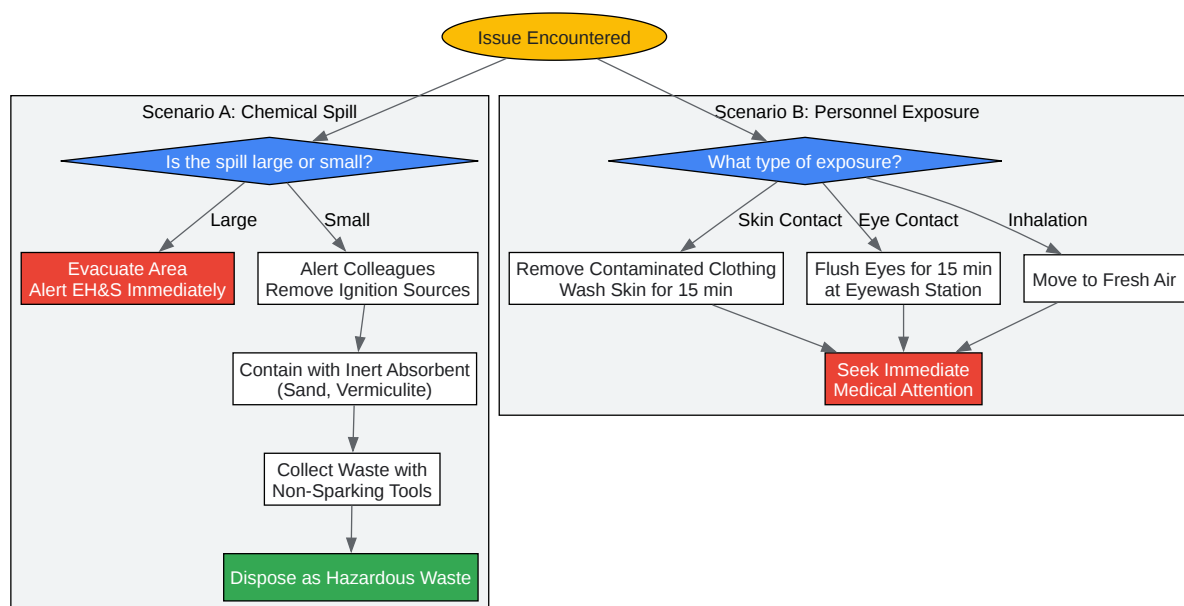 Issue Encountered
Scenario A: Chemical Spill
Is the spill large or small?
Large
Small
Evacuate Area
Alert EH&S Immediately
Alert Colleagues
Remove Ignition Sources
Contain with Inert Absorbent
(Sand, Vermiculite)
Collect Waste with
Non-Sparking Tools
Dispose as Hazardous Waste
Scenario B: Personnel Exposure
What type of exposure?
Skin Contact
Eye Contact
Inhalation
Remove Contaminated Clothing
Wash Skin for 15 min
Flush Eyes for 15 min
at Eyewash Station
Move to Fresh Air
Seek Immediate
Medical Attention